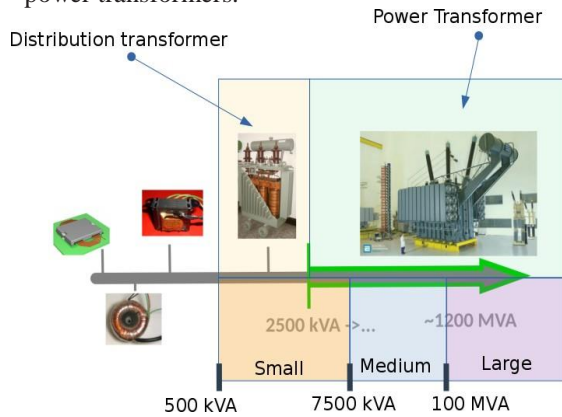 power transformers.
Power Transformer
Distribution transformer
2500 kVA ->...
~1200 MVA
Small
Medium
Large
500 kVA
7500 kVA
100 MVA